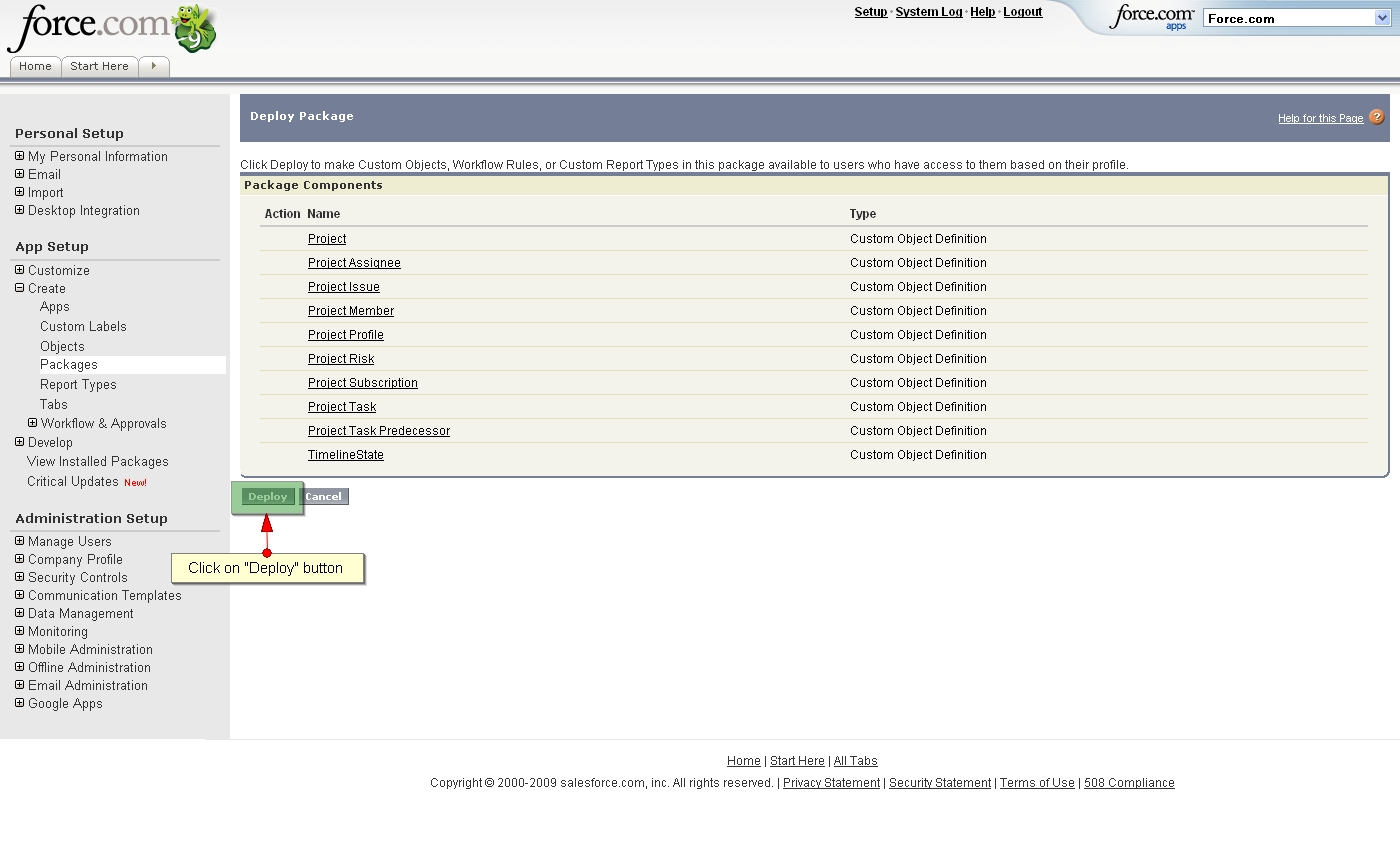 force.com 9
Setup · System Log · Help · Logout
force.com apps
Force.com
Home
Start Here
Personal Setup
My Personal Information
Email
Import
Desktop Integration
App Setup
Customize
Create
Apps
Custom Labels
Objects
Packages
Report Types
Tabs
Workflow & Approvals
Develop
View Installed Packages
Critical Updates New!
Administration Setup
Manage Users
Company Profile
Security Controls
Communication Templates
Data Management
Monitoring
Mobile Administration
Offline Administration
Email Administration
Google Apps
Deploy Package
Help for this Page ?
Click Deploy to make Custom Objects, Workflow Rules, or Custom Report Types in this package available to users who have access to them based on their profile.
Package Components
Action Name Type
Project Custom Object Definition
Project Assignee Custom Object Definition
Project Issue Custom Object Definition
Project Member Custom Object Definition
Project Profile Custom Object Definition
Project Risk Custom Object Definition
Project Subscription Custom Object Definition
Project Task Custom Object Definition
Project Task Predecessor Custom Object Definition
TimelineState Custom Object Definition
Deploy Cancel
Click on "Deploy" button
Home | Start Here | All Tabs
Copyright © 2000-2009 salesforce.com, inc. All rights reserved. | Privacy Statement | Security Statement | Terms of Use | 508 Compliance